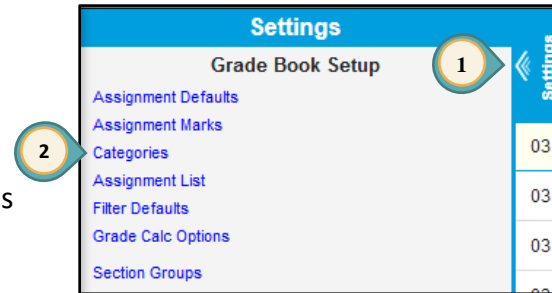 Settings
Grade Book Setup
1
Settings
Assignment Defaults
Assignment Marks
2
Categories
03
Assignment List
s
03
Filter Defaults
Grade Calc Options
03
Section Groups